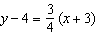 y − 4 = 3/4 (x + 3)